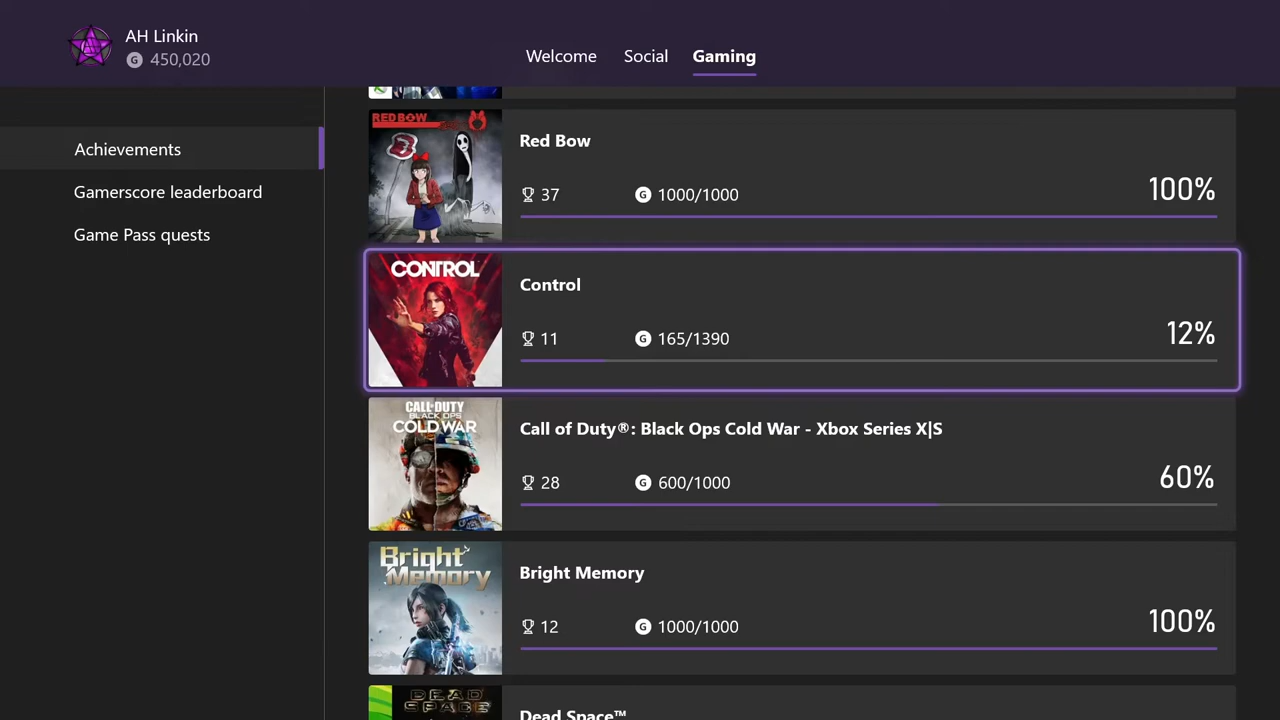 AH Linkin
G 450,020
Welcome
Social
Gaming
Achievements
Gamerscore leaderboard
Game Pass quests
RED BOW
Red Bow
37
G 1000/1000
100%
CONTROL
Control
11
G 165/1390
12%
CALL OF DUTY
BLACK OPS
COLD WAR
Call of Duty®: Black Ops Cold War - Xbox Series X|S
28
G 600/1000
60%
Bright
Memory
Bright Memory
12
G 1000/1000
100%
DEAD
SPACE
Dead Space™